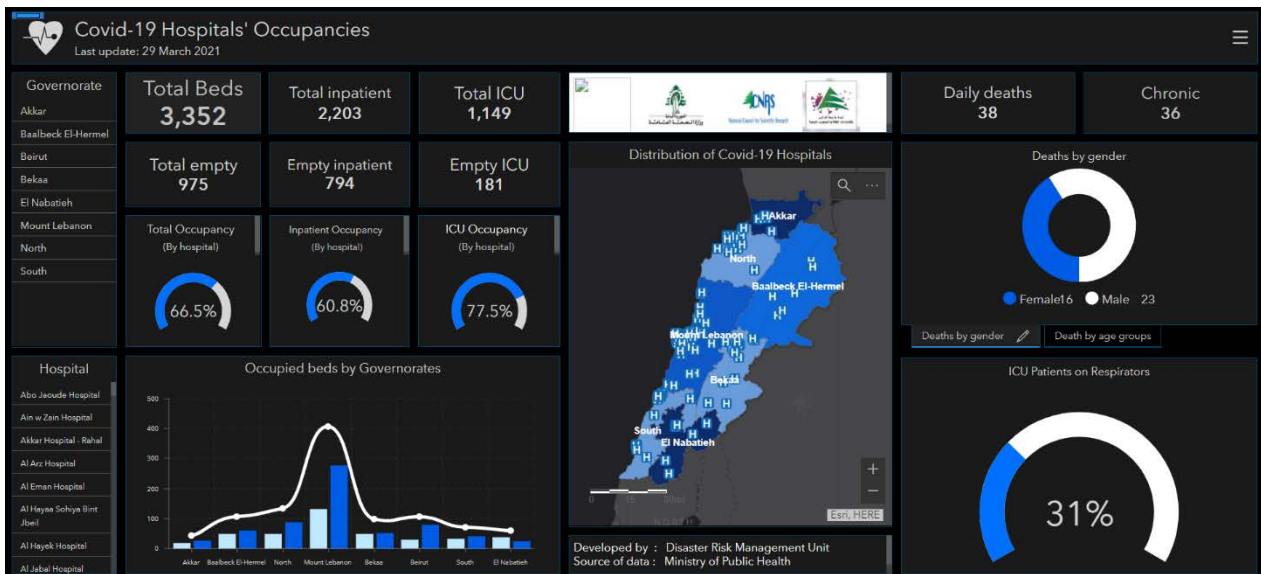 Covid-19 Hospitals' Occupancies
Last update: 29 March 2021
Governorate
Akkar
Baalbeck El-Hermel
Beirut
Bekaa
El Nabatieh
Mount Lebanon
North
South
Total Beds
3,352
Total inpatient
2,203
Total ICU
1,149
Total empty
975
Empty inpatient
794
Empty ICU
181
Total Occupancy
(By hospital)
66.5%
Inpatient Occupancy
(By hospital)
60.8%
ICU Occupancy
(By hospital)
77.5%
Hospital
Abo Jaoude Hospital
Ain w Zain Hospital
Akkar Hospital - Rahal
Al Arz Hospital
Al Eman Hospital
Al Hayaa Sohiya Bint
Jbeil
Al Hayek Hospital
Al Jabal Hospital
Occupied beds by Governorates
500
400
300
200
100
0
Akkar Baalbeck El-Hermel North Mount Lebanon Bekaa Beirut South El Nabatieh
CNRS
National Council for Scientific Research
Distribution of Covid-19 Hospitals
Akkar
North
Baalbeck El-Hermel
Mount Lebanon
Bekaa
South
El Nabatieh
H
Esri, HERE
Developed by : Disaster Risk Management Unit
Source of data : Ministry of Public Health
Daily deaths
38
Chronic
36
Deaths by gender
Female16 Male 23
Deaths by gender
Death by age groups
ICU Patients on Respirators
31%